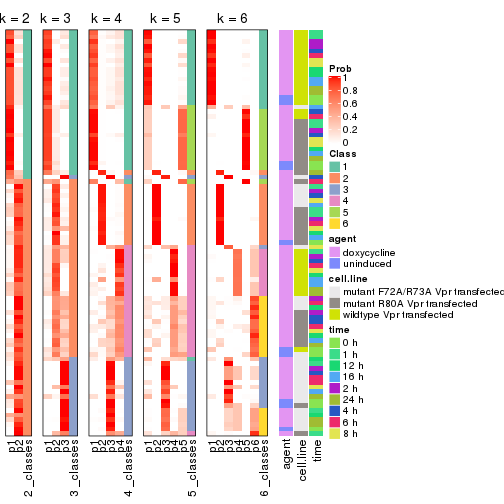 k = 2
k = 3
k = 4
k = 5
k = 6
p1
p2
2_classes
p1
p2
p3
3_classes
p1
p2
p3
p4
4_classes
p1
p2
p3
p4
p5
5_classes
p1
p2
p3
p4
p5
p6
6_classes
agent
cell.line
time
Prob
1
0.8
0.6
0.4
0.2
0
Class
1
2
3
4
5
6
agent
doxycycline
uninduced
cell.line
mutant F72A/R73A Vpr transfected
mutant R80A Vpr transfected
wildtype Vpr transfected
time
0 h
1 h
12 h
16 h
2 h
24 h
4 h
6 h
8 h